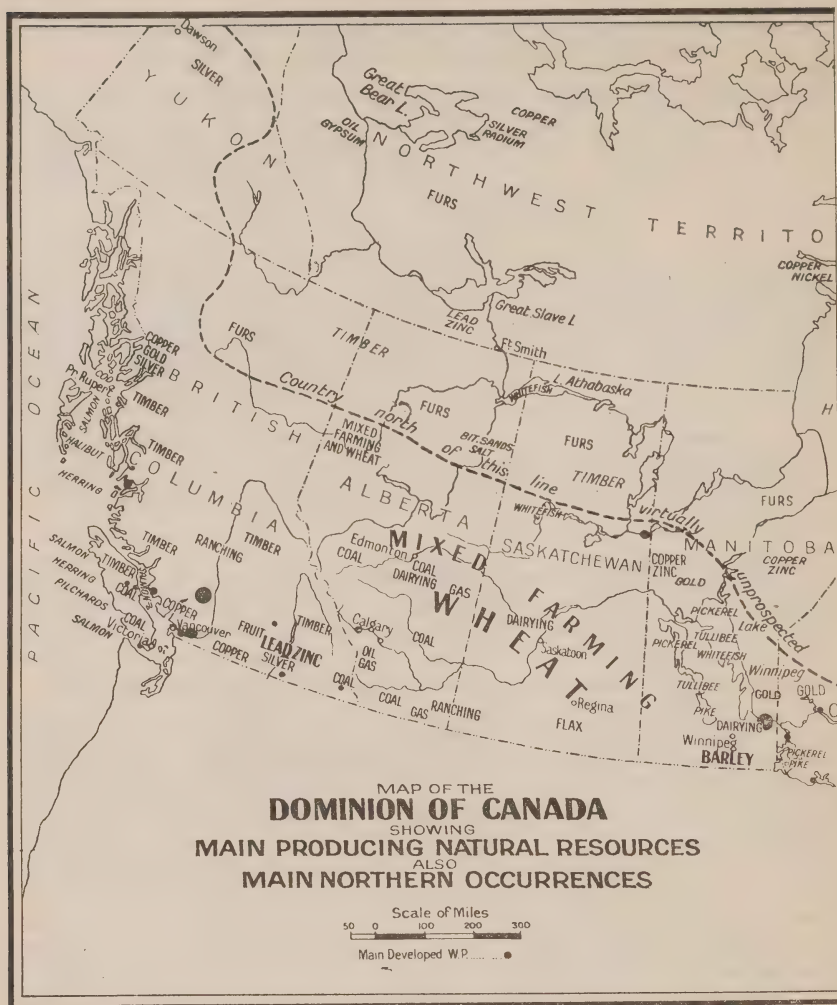 Dawson
SILVER
YUKON
Great
Bear L.
COPPER
OIL
GYPSUM
SILVER
RADIUM
NORTHWEST TERRITO
FURS
COPPER
NICKEL
PACIFIC OCEAN
LEAD
ZINC
Great Slave L
Ft. Smith
FURS
TIMBER
COPPER
GOLD
SILVER
Pr. Rupert
SALMON
TIMBER
HALIBUT
TIMBER
HERRING
BRITISH
COLUMBIA
Country north of this line virtually unprospected
MIXED
FARMING
AND WHEAT
FURS
WHITEFISH
L. Athabaska
BIT. SANDS
SALT
FURS
TIMBER
H
FURS
WHITEFISH
ALBERTA
SASKATCHEWAN
MANITOBA
COPPER
ZINC
GOLD
COPPER
ZINC
SALMON
HERRING
PILCHARDS
SALMON
TIMBER
COAL
COAL
Victoria
TIMBER
RANCHING
TIMBER
COPPER
Vancouver
FRUIT
LEAD ZINC
SILVER
COPPER
TIMBER
COAL
Edmonton
COAL
COAL
DAIRYING
GAS
MIXED FARMING
WHEAT
Calgary
COAL
OIL
GAS
COAL
GAS
RANCHING
DAIRYING
Saskatoon
Regina
FLAX
PICKEREL
Lake
Winnipeg
TULLIBEE
PICKEREL
WHITEFISH
TULLIBEE
PIKE
GOLD
GOLD
DAIRYING
Winnipeg
BARLEY
PICKEREL
PIKE
MAP OF THE
DOMINION OF CANADA
SHOWING
MAIN PRODUCING NATURAL RESOURCES
ALSO
MAIN NORTHERN OCCURRENCES
Scale of Miles
50 0 100 200 300
Main Developed W.P. ..... ●